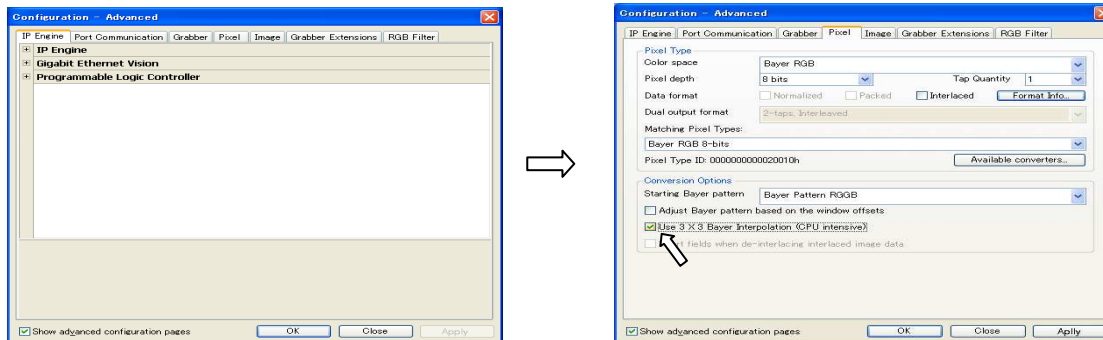 Configuration - Advanced
IP Engine Port Communication Grabber Pixel Image Grabber Extensions RGB Filter
IP Engine
Gigabit Ethernet Vision
Programmable Logic Controller
Show advanced configuration pages OK Close Apply
Configuration - Advanced
IP Engine Port Communication Grabber Pixel Image Grabber Extensions RGB Filter
Pixel Type
Color space Bayer RGB
Pixel depth 8 bits Tap Quantity 1
Data format Normalized Packed Interlaced Format Info...
Dual output format 2-taps, Interleaved
Matching Pixel Types:
Bayer RGB 8-bits
Pixel Type ID: 0000000000020010h Available converters...
Conversion Options
Starting Bayer pattern Bayer Pattern RGGB
Adjust Bayer pattern based on the window offsets
Use 3 X 3 Bayer Interpolation (CPU intensive)
fields when de-interlacing interlaced image data
Show advanced configuration pages OK Close Aplly